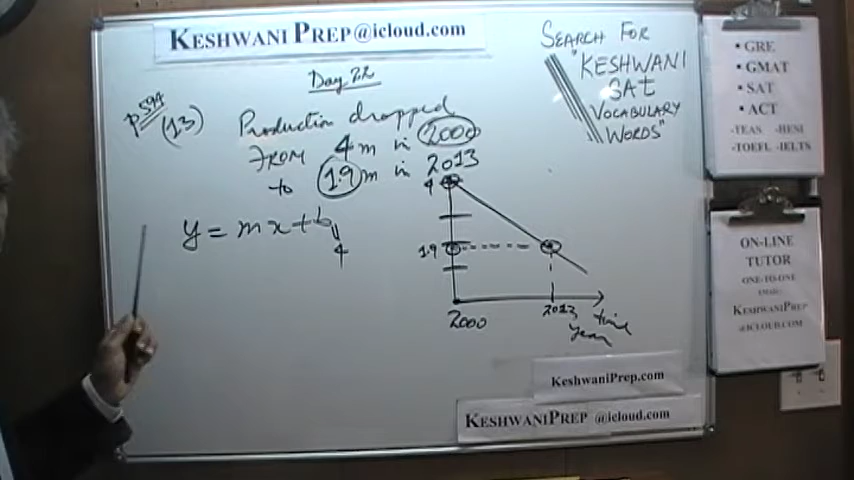 KESHWANI PREP@icloud.com
Day 22
P 594
(13) Production dropped
FROM 4m in 2000
to 1.9m in 2013
y = mx + b
4
4
1.9
2000
2013
time
year
SEARCH FOR
"KESHWANI
SAT
VOCABULARY
WORDS"
• GRE
• GMAT
• SAT
• ACT
-TEAS -HESI
-TOEFL -IELTS
ON-LINE
TUTOR
ONE-TO-ONE
EMAIL:
KESHWANIPREP
@ICLOUD.COM
KESHWANIPREP.com
KESHWANIPREP @icloud.com